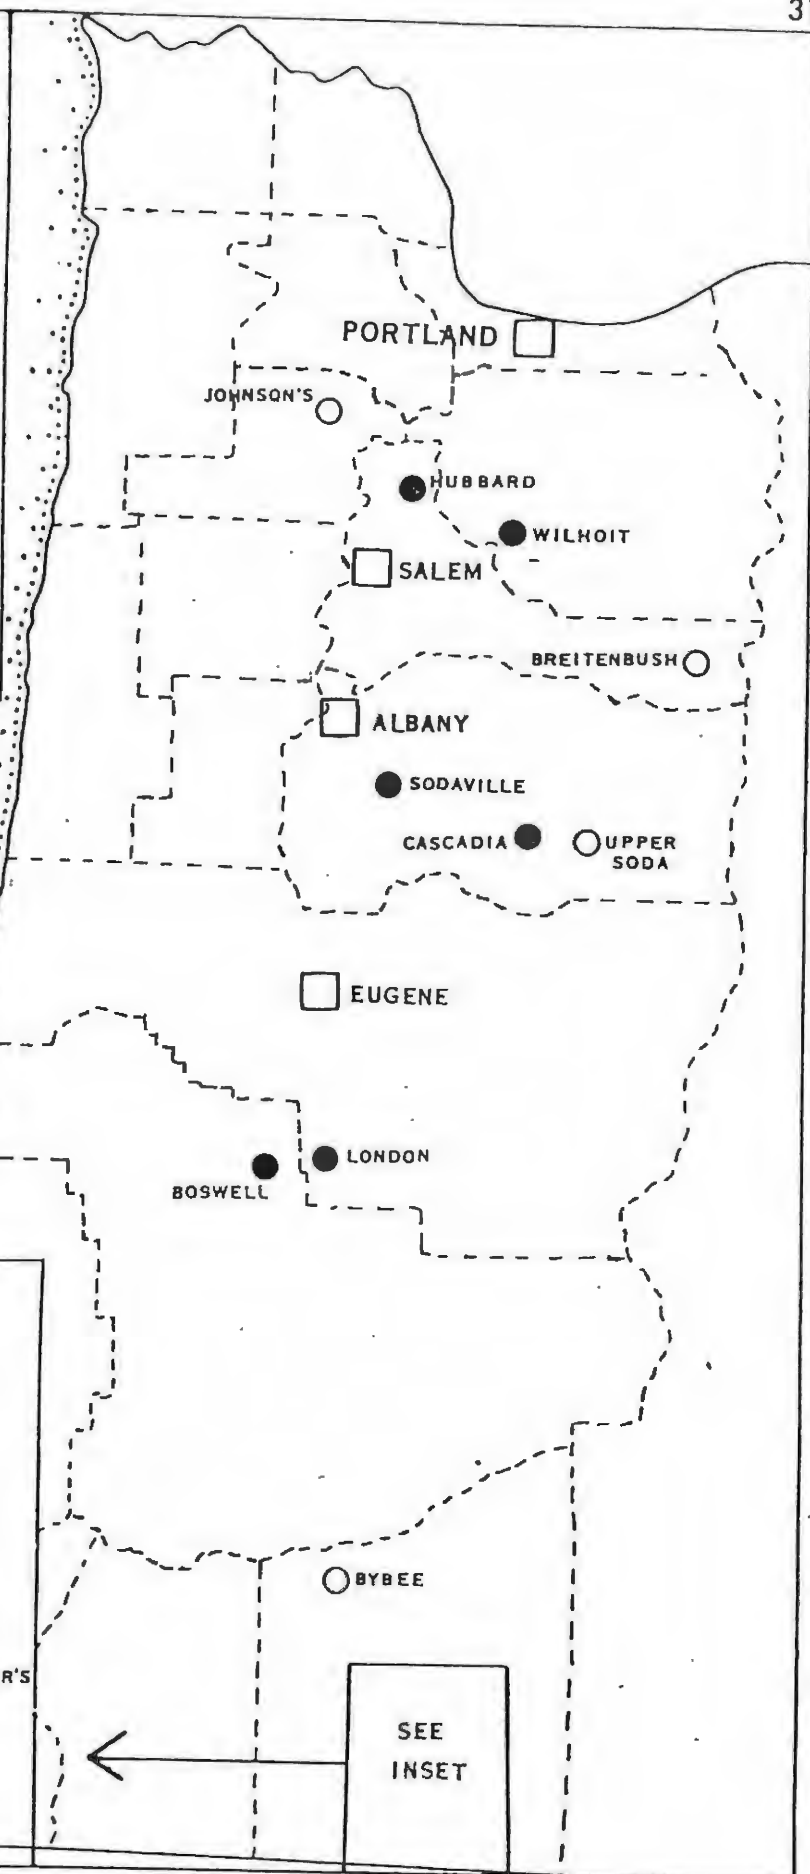 3
PORTLAND
JOHNSON'S
HUBBARD
WILHOIT
SALEM
BREITENBUSH
ALBANY
SODAVILLE
CASCADIA
UPPER
SODA
EUGENE
LONDON
BOSWELL
BYBEE
R'S
SEE
INSET